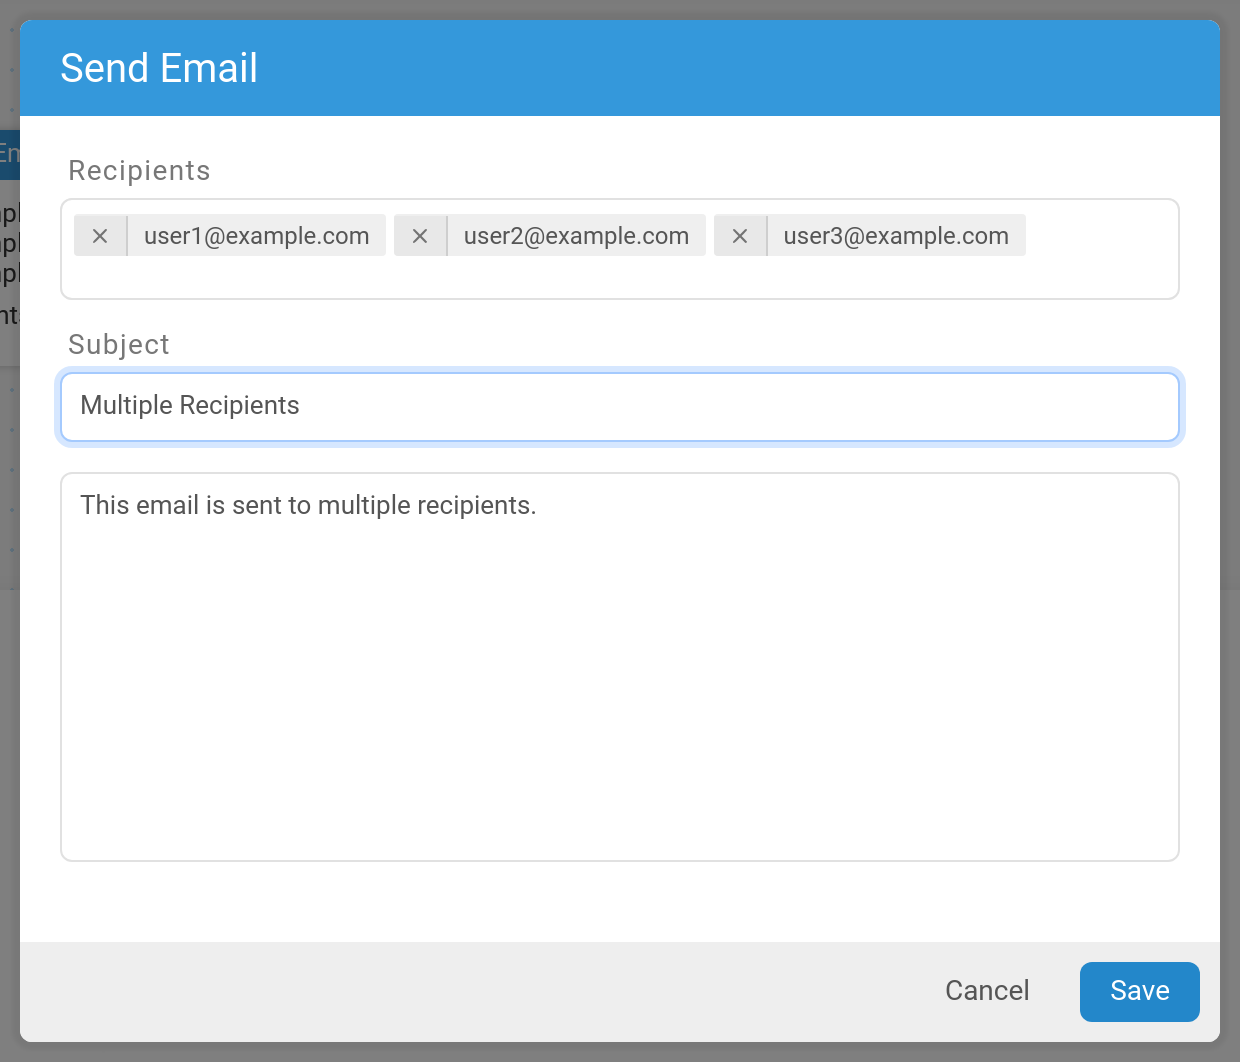 Send Email
Recipients
user1@example.com user2@example.com user3@example.com
Subject
Multiple Recipients
This email is sent to multiple recipients.
Cancel Save